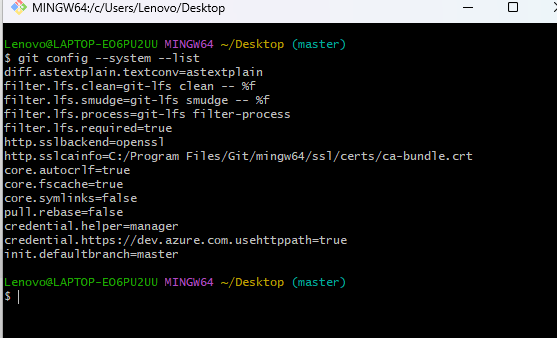 MINGW64:/c/Users/Lenovo/Desktop
Lenovo@LAPTOP-EO6PU2UU MINGW64 ~/Desktop (master)
$ git config --system --list
diff.astextplain.textconv=astextplain
filter.lfs.clean=git-lfs clean -- %f
filter.lfs.smudge=git-lfs smudge -- %f
filter.lfs.process=git-lfs filter-process
filter.lfs.required=true
http.sslbackend=openssl
http.sslcainfo=C:/Program Files/Git/mingw64/ssl/certs/ca-bundle.crt
core.autocrlf=true
core.fscache=true
core.symlinks=false
pull.rebase=false
credential.helper=manager
credential.https://dev.azure.com.usehttppath=true
init.defaultbranch=master
Lenovo@LAPTOP-EO6PU2UU MINGW64 ~/Desktop (master)
$